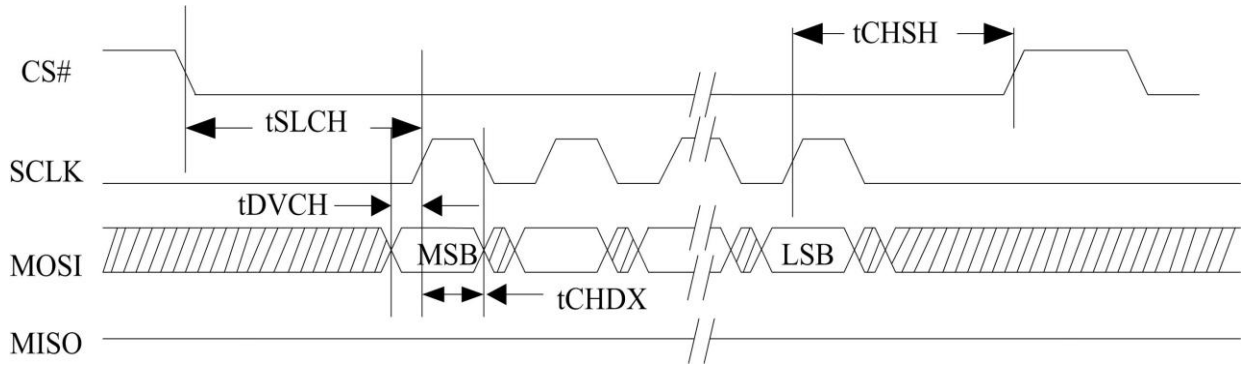 tCHSH
CS#
tSLCH
SCLK
tDVCH
MSB
LSB
MOSI
tCHDX
MISO